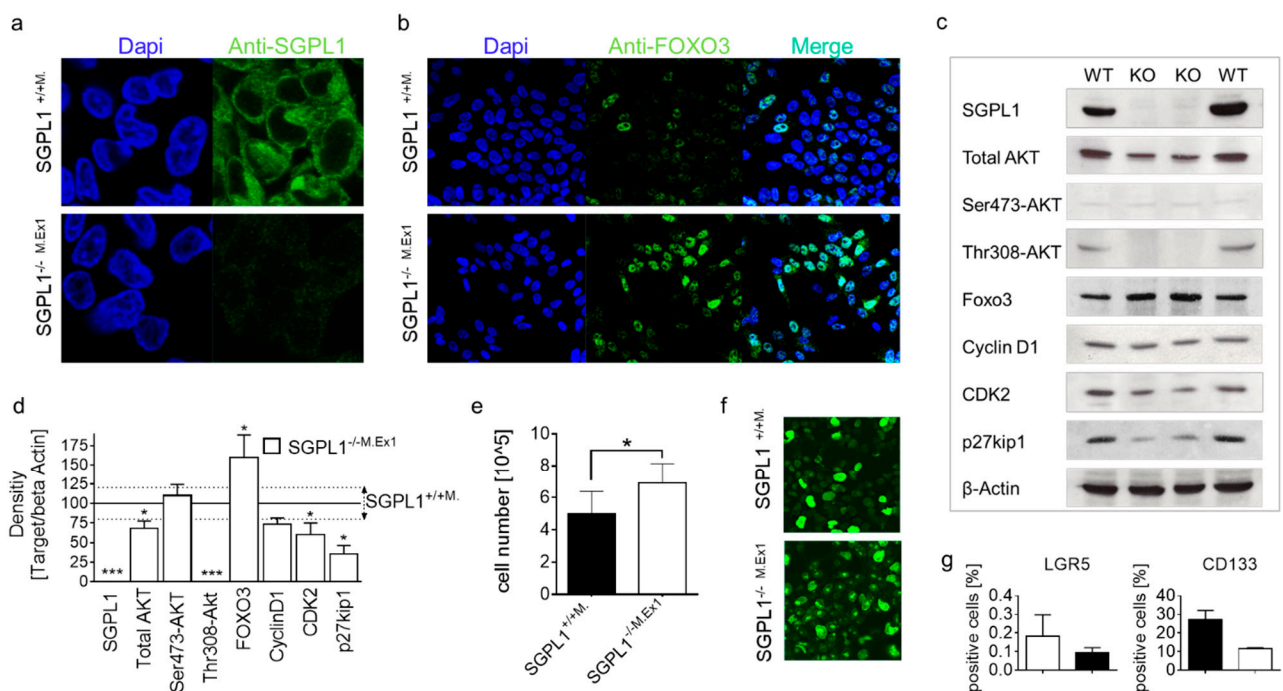 a
Dapi Anti-SGPL1
SGPL1 +/+M.
SGPL1-/- M.Ex1
b
Dapi Anti-FOXO3 Merge
SGPL1 +/+M.
SGPL1-/- M.Ex1
c
WT KO KO WT
SGPL1
Total AKT
Ser473-AKT
Thr308-AKT
Foxo3
Cyclin D1
CDK2
p27kip1
β-Actin
d
Densitiy
[Target/beta Actin]
175
150
125
100
75
50
25
0
SGPL1-/-M.Ex1
SGPL1+/+M.
*** * *** * * *
SGPL1
Total AKT
Ser473-AKT
Thr308-Akt
FOXO3
CyclinD1
CDK2
p27kip1
e
cell number [10^5]
10
8
6
4
2
0
*
SGPL1+/+M.
SGPL1-/-M.Ex1
f
SGPL1 +/+M.
SGPL1-/- M.Ex1
g
LGR5
positive cells [%]
0.4
0.3
0.2
0.1
0.0
CD133
positive cells [%]
40
30
20
10
0